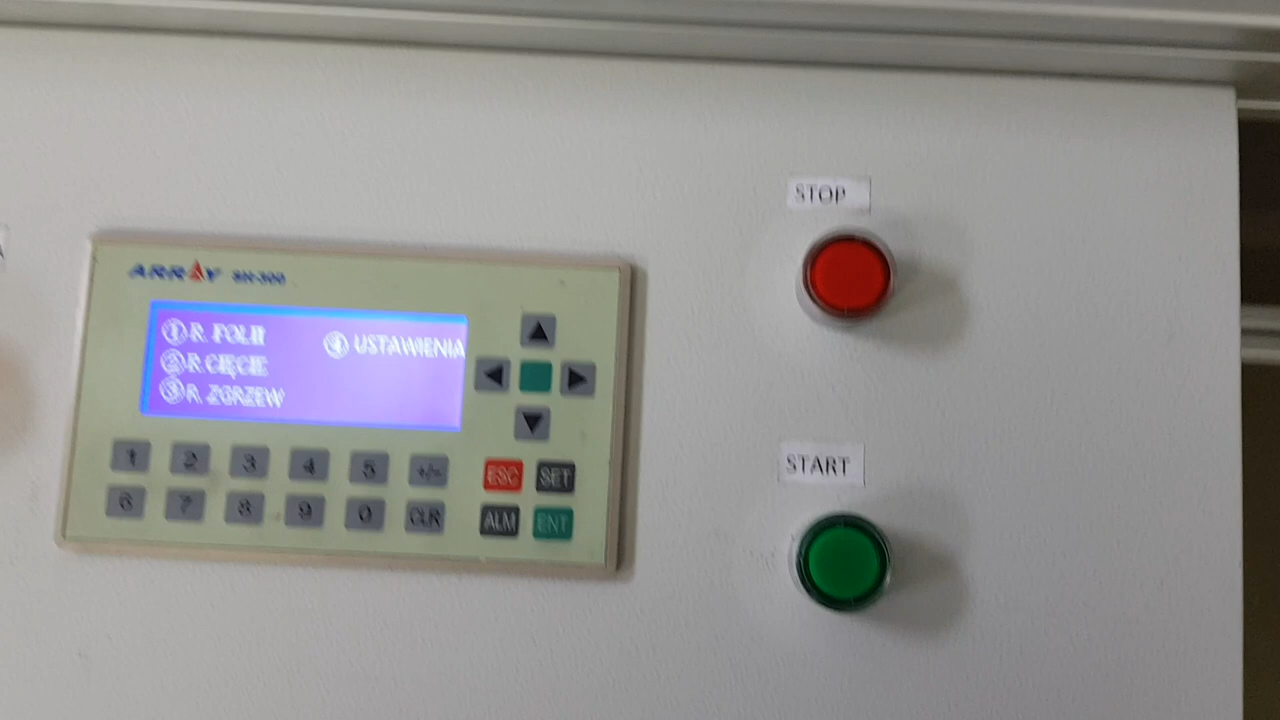 STOP
ARRAY SH-300
① R. FOLII
④ USTAWIENIA
② R. CIĘCIE
③ R. ZGRZEW
1 2 3 4 5 +/-
ESC SET
START
6 7 8 9 0 CLR
ALM ENT